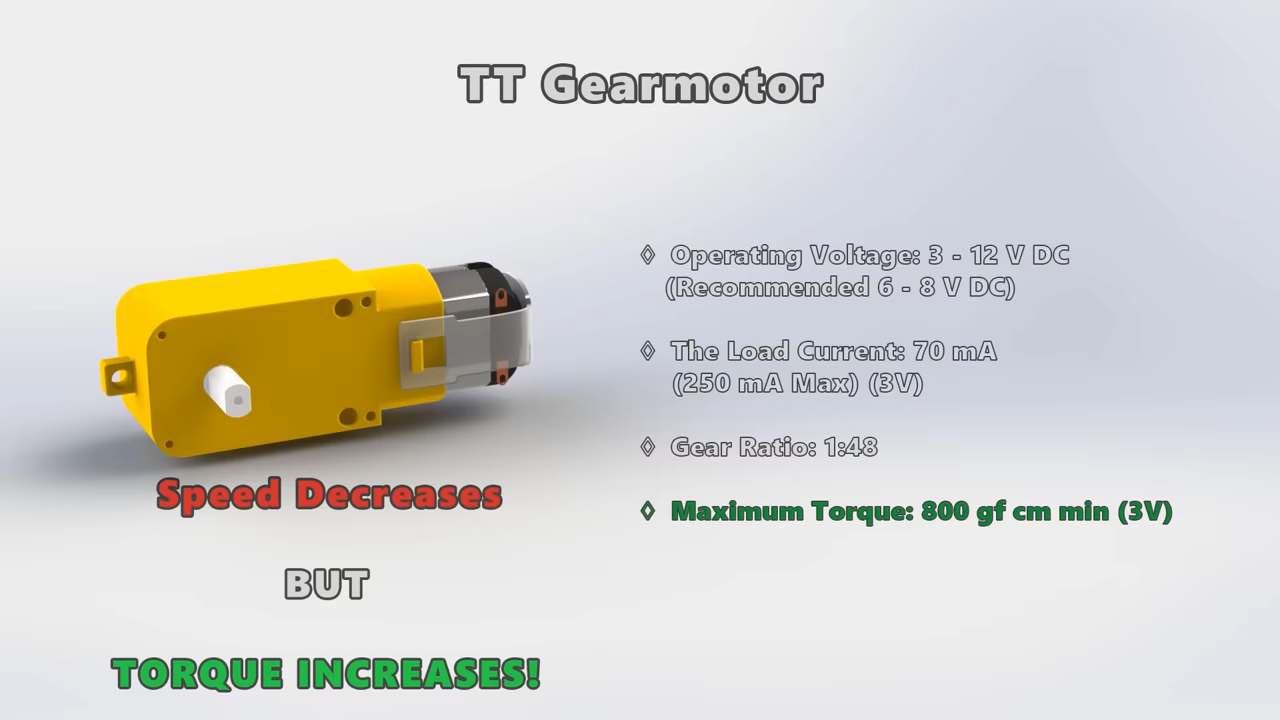 TT Gearmotor
◊ Operating Voltage: 3 - 12 V DC
(Recommended 6 - 8 V DC)
◊ The Load Current: 70 mA
(250 mA Max) (3V)
◊ Gear Ratio: 1:48
◊ Maximum Torque: 800 gf cm min (3V)
Speed Decreases
BUT
TORQUE INCREASES!